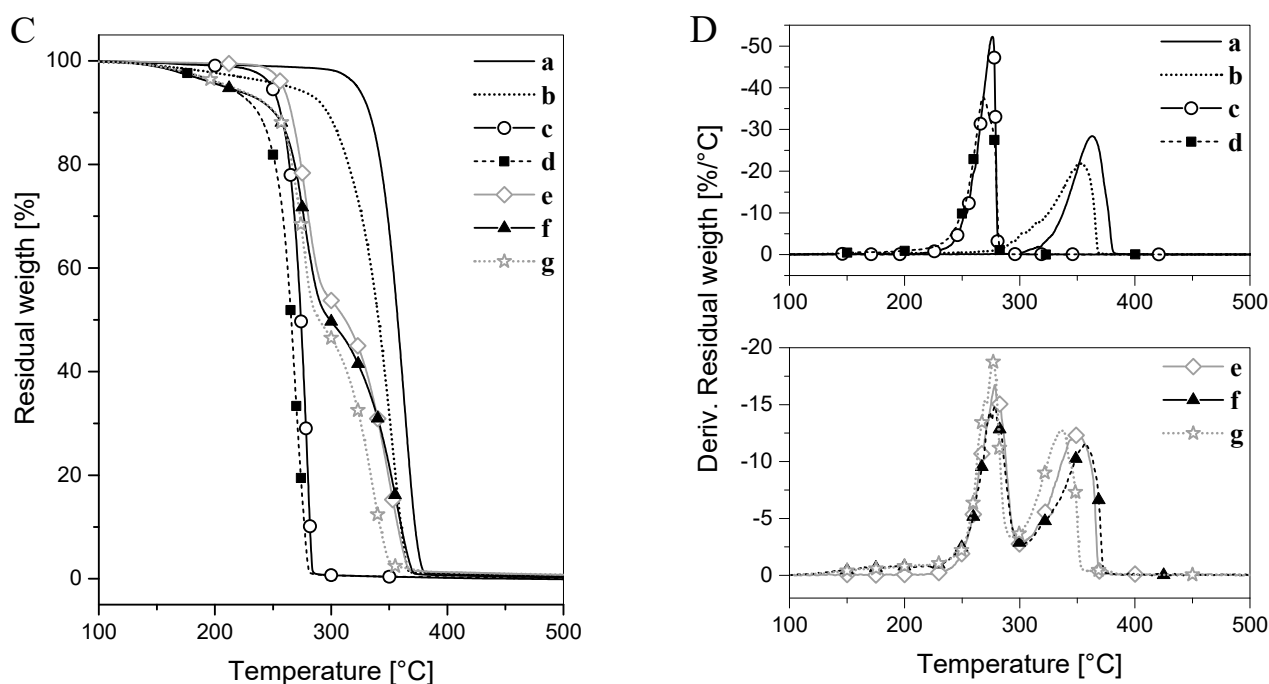 C
100
80
60
40
20
0
Residual weigth [%]
100 200 300 400 500
Temperature [°C]
a
b
c
d
e
f
g
D
-50
-40
-30
-20
-10
0
100 200 300 400 500
a
b
c
d
Deriv. Residual weigth [%/°C]
-20
-15
-10
-5
0
100 200 300 400 500
Temperature [°C]
e
f
g